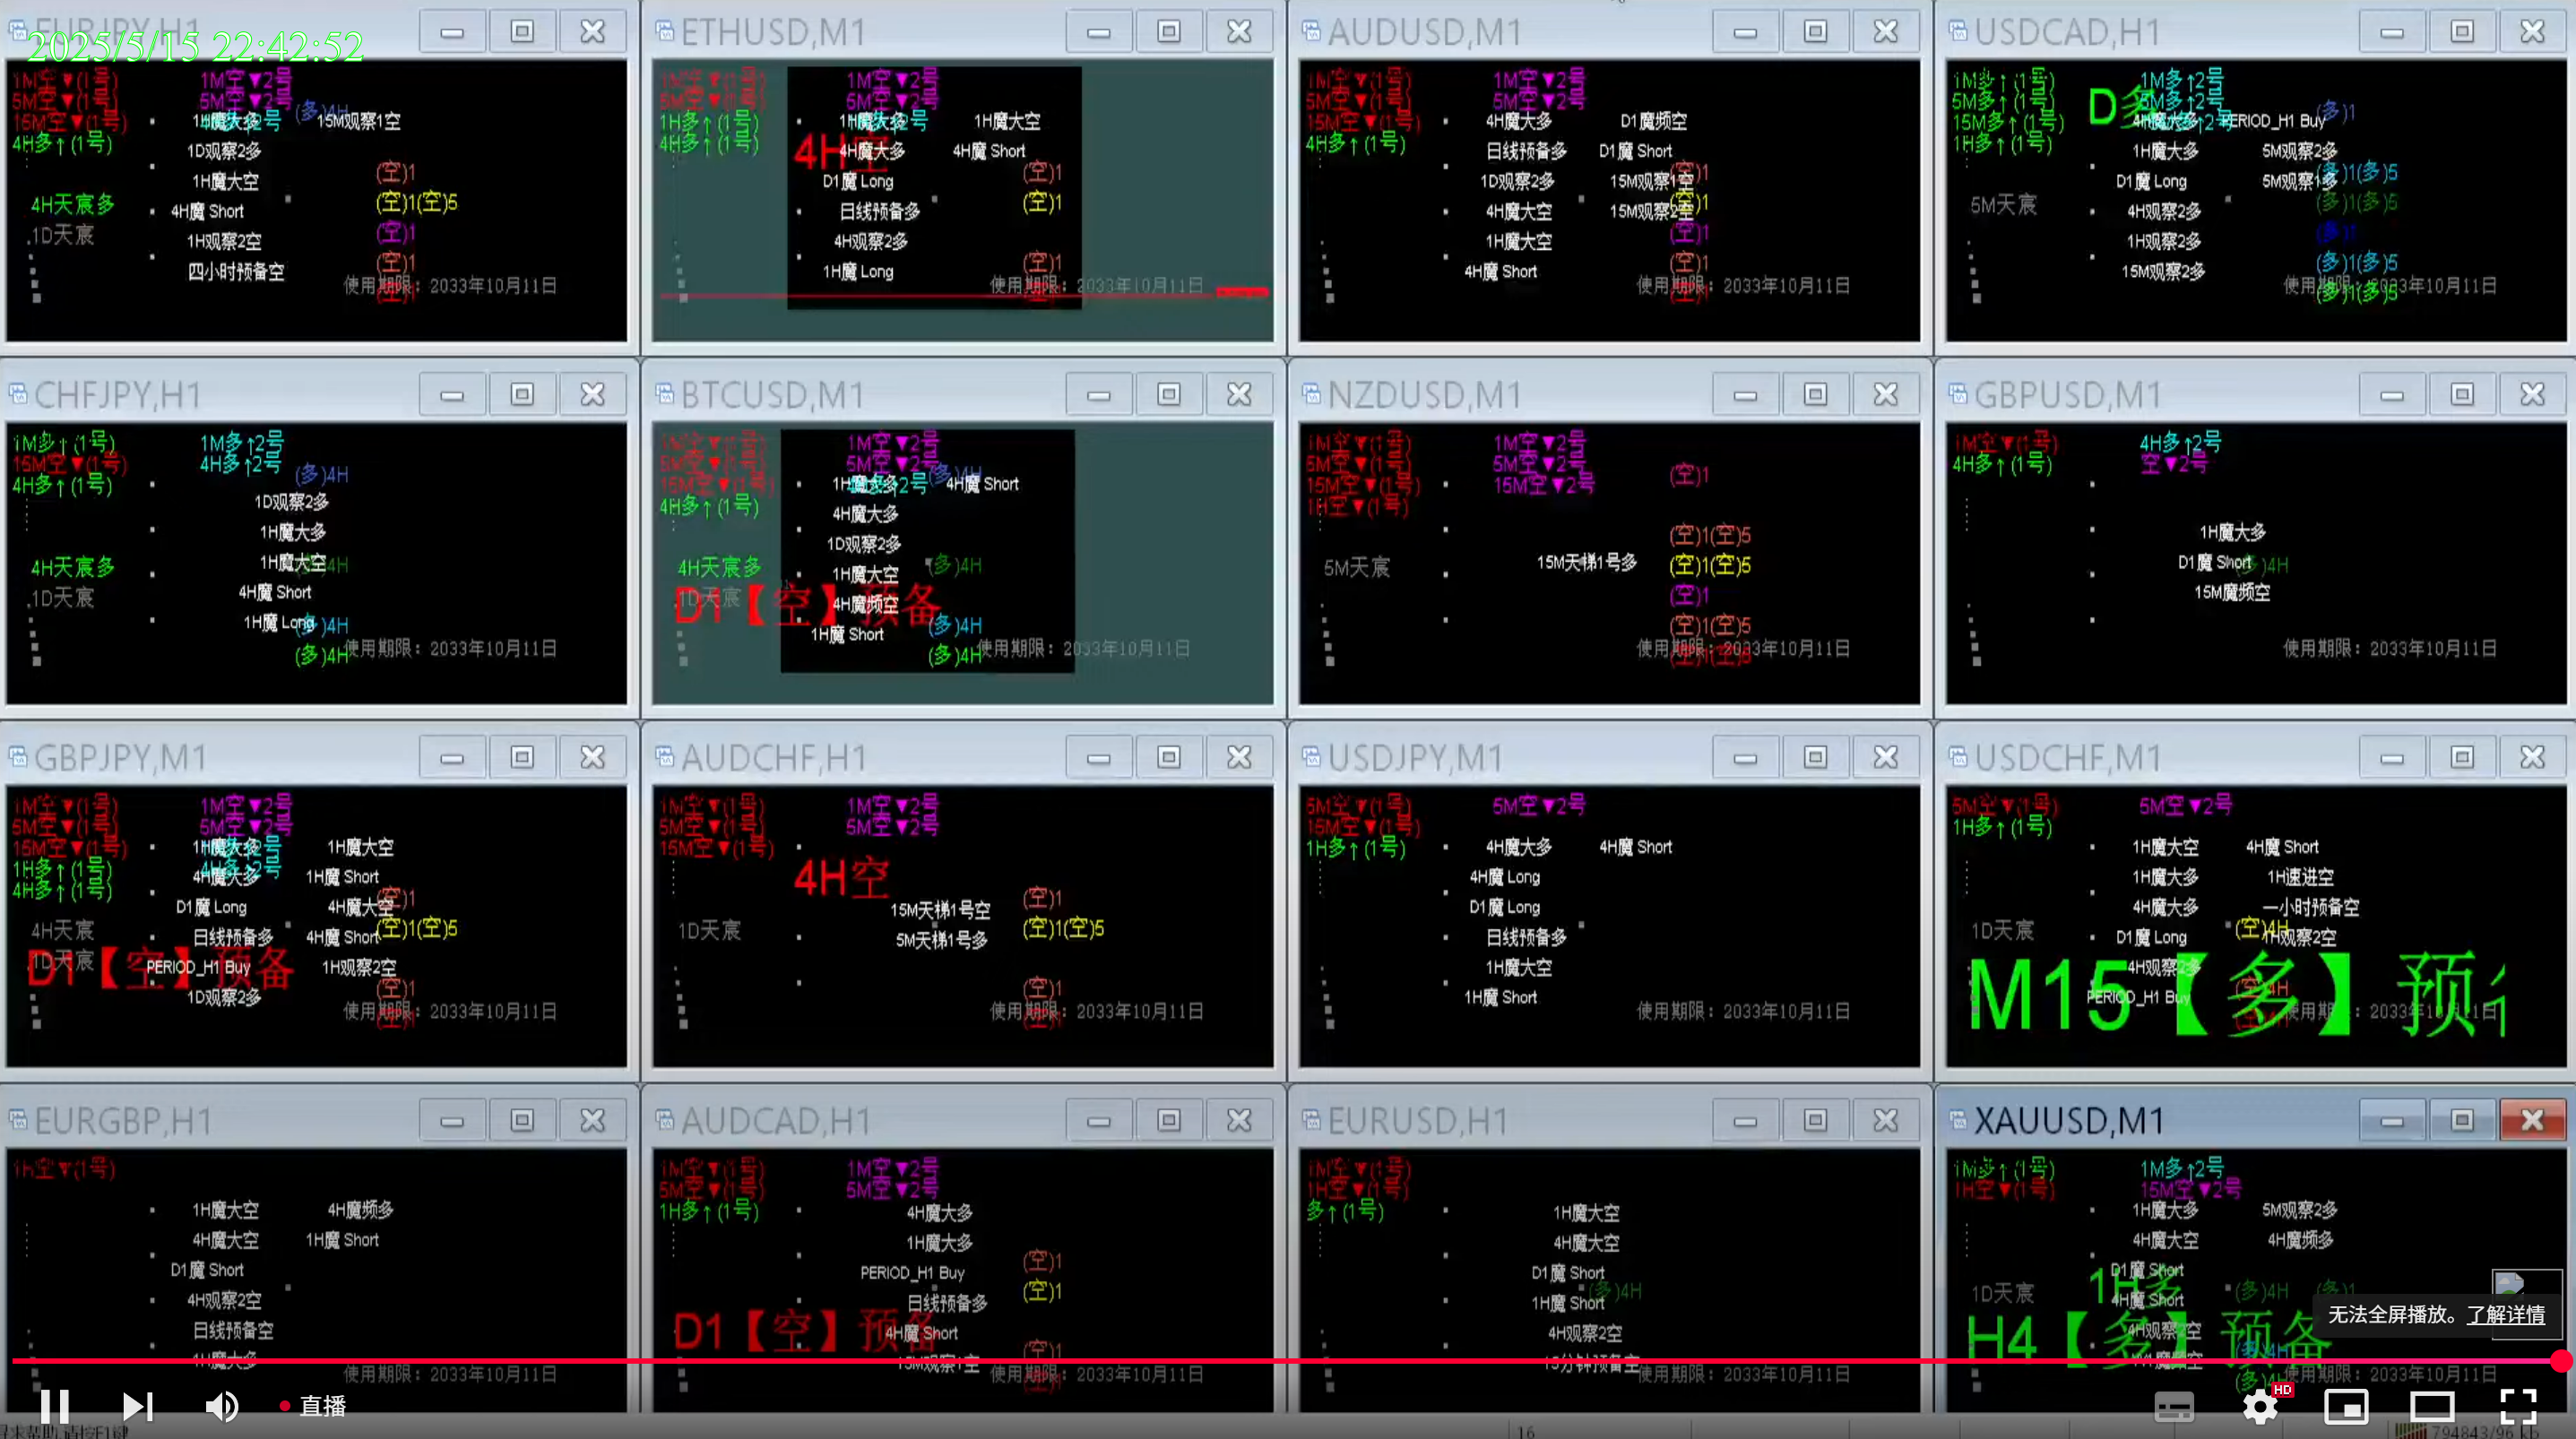 EURJPY,H1
2025/5/15 22:42:52
1M空▼(1号)
5M空▼(1号)
15M空▼(1号)
4H多↑(1号)
1M空▼2号
5M空▼2号
(多)4H
1H魔大多
15M观察1空
1D观察2多
1H魔大空
4H魔 Short
1H观察2空
四小时预备空
4H天宸多
1D天宸
(空)1
(空)1(空)5
(空)1
(空)1
使用期限：2033年10月11日
ETHUSD,M1
1M空▼(1号)
5M空▼(1号)
1H多↑(1号)
4H多↑(1号)
1M空▼2号
5M空▼2号
1H魔大多
1H魔大空
4H空
4H魔大多
4H魔 Short
D1魔 Long
日线预备多
4H观察2多
1H魔 Long
(空)1
(空)1
(空)1
使用期限：2033年10月11日
AUDUSD,M1
1M空▼(1号)
5M空▼(1号)
15M空▼(1号)
4H多↑(1号)
1M空▼2号
5M空▼2号
4H魔大多
D1魔频空
日线预备多
D1魔 Short
1D观察2多
15M观察1空
4H魔大空
15M观察2空
1H魔大空
4H魔 Short
(空)1
(空)1
(空)1
(空)1
使用期限：2033年10月11日
USDCAD,H1
1M多↑(1号)
5M多↑(1号)
15M多↑(1号)
1H多↑(1号)
D多
1M多↑2号
5M多↑2号
4H魔大多
PERIOD_H1 Buy
(多)1
1H魔大多
5M观察2多
D1魔 Long
5M观察1多
4H观察2多
1H观察2多
15M观察2多
5M天宸
(多)1(多)5
(多)1(多)5
(多)1
(多)1(多)5
(多)1(多)5
使用期限：2033年10月11日
CHFJPY,H1
1M多↑(1号)
15M空▼(1号)
4H多↑(1号)
1M多↑2号
4H多↑2号
(多)4H
1D观察2多
1H魔大多
1H魔大空
4H魔 Short
1H魔 Long
4H天宸多
1D天宸
(多)4H
(多)4H
使用期限：2033年10月11日
BTCUSD,M1
1M空▼(1号)
5M空▼(1号)
15M空▼(1号)
4H多↑(1号)
1M空▼2号
5M空▼2号
(多)4H
1H魔大多
4H魔 Short
4H魔大多
1D观察2多
1H魔大空
4H魔频空
1H魔 Short
4H天宸多
1D天宸
D1【空】预备
(多)4H
(多)4H
(多)4H
使用期限：2033年10月11日
NZDUSD,M1
1M空▼(1号)
5M空▼(1号)
15M空▼(1号)
1H空▼(1号)
1M空▼2号
5M空▼2号
15M空▼2号
(空)1
5M天宸
15M天梯1号多
(空)1(空)5
(空)1(空)5
(空)1
(空)1(空)5
(空)1(空)5
使用期限：2033年10月11日
GBPUSD,M1
1M空▼(1号)
4H多↑(1号)
4H多↑2号
空▼2号
1H魔大多
D1魔 Short
(多)4H
15M魔频空
使用期限：2033年10月11日
GBPJPY,M1
1M空▼(1号)
5M空▼(1号)
15M空▼(1号)
1H多↑(1号)
4H多↑(1号)
1M空▼2号
5M空▼2号
1H魔大多
1H魔大空
4H魔大多
1H魔 Short
D1魔 Long
4H魔大空
日线预备多
4H魔 Short
PERIOD_H1 Buy
1H观察2空
1D观察2多
4H天宸
1D天宸
D1【空】预备
(空)1
(空)1(空)5
(空)1
使用期限：2033年10月11日
AUDCHF,H1
1M空▼(1号)
5M空▼(1号)
15M空▼(1号)
1M空▼2号
5M空▼2号
4H空
15M天梯1号空
5M天梯1号多
1D天宸
(空)1
(空)1(空)5
(空)1
使用期限：2033年10月11日
USDJPY,M1
5M空▼(1号)
15M空▼(1号)
1H多↑(1号)
5M空▼2号
4H魔大多
4H魔 Short
4H魔 Long
D1魔 Long
日线预备多
1H魔大空
1H魔 Short
使用期限：2033年10月11日
USDCHF,M1
5M空▼(1号)
1H多↑(1号)
5M空▼2号
1H魔大空
4H魔 Short
1H魔大多
1H速进空
4H魔大多
一小时预备空
D1魔 Long
1H观察2空
4H观察2多
PERIOD_H1 Buy
1D天宸
(空)4H
M15【多】预
使用期限：2033年10月11日
EURGBP,H1
1H空▼(1号)
1H魔大空
4H魔频多
4H魔大空
1H魔 Short
D1魔 Short
4H观察2空
日线预备空
1H魔大多
使用期限：2033年10月11日
AUDCAD,H1
1M空▼(1号)
5M空▼(1号)
1H多↑(1号)
1M空▼2号
5M空▼2号
4H魔大多
1H魔大多
PERIOD_H1 Buy
日线预备多
4H魔 Short
15M观察1空
D1【空】预备
(空)1
(空)1
(空)1
使用期限：2033年10月11日
EURUSD,H1
1M空▼(1号)
1H空▼(1号)
多↑(1号)
1H魔大空
4H魔大空
D1魔 Short
(多)4H
1H魔 Short
4H观察2空
15分钟预备空
使用期限：2033年10月11日
XAUUSD,M1
1M多↑(1号)
1H空▼(1号)
1M多↑2号
15M空▼2号
1H魔大多
5M观察2多
4H魔大空
4H魔频多
D1魔 Short
1H多
4H魔 Short
4H观察2空
1D天宸
(多)4H
(多)1
H4【多】预备
使用期限：2033年10月11日
无法全屏播放。了解详情
直播
HD
16